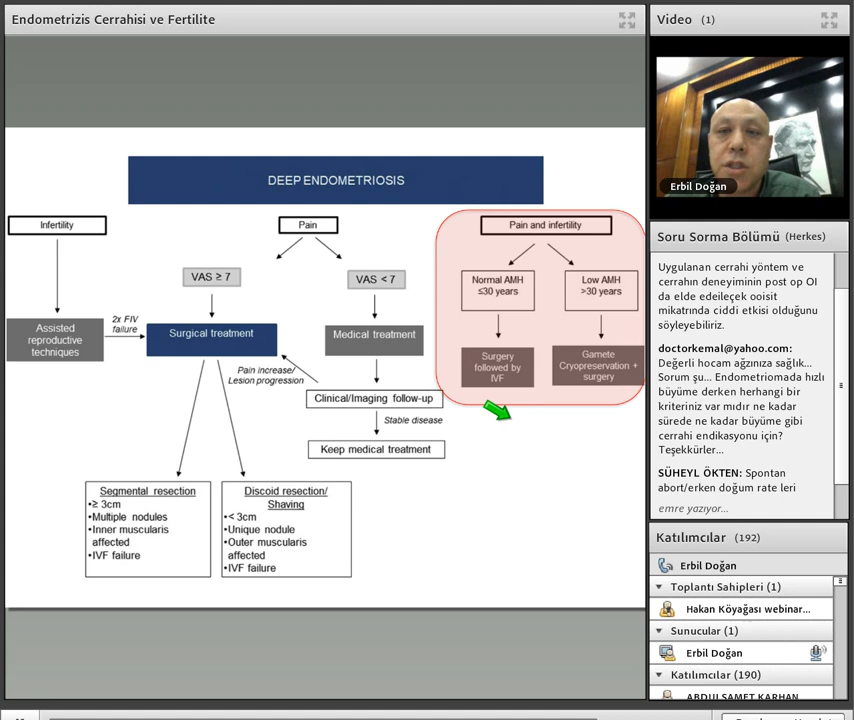 Endometrizis Cerrahisi ve Fertilite
DEEP ENDOMETRIOSIS
Infertility
Pain
Pain and infertility
VAS ≥ 7
VAS < 7
Normal AMH
≤30 years
Low AMH
>30 years
Assisted
reproductive
techniques
2x FIV
failure
Surgical treatment
Medical treatment
Surgery
followed by
IVF
Gamete
Cryopreservation +
surgery
Pain increase/
Lesion progression
Clinical/Imaging follow-up
Stable disease
Keep medical treatment
Segmental resection
•≥ 3cm
•Multiple nodules
•Inner muscularis
affected
•IVF failure
Discoid resection/
Shaving
•< 3cm
•Unique nodule
•Outer muscularis
affected
•IVF failure
Video (1)
Erbil Doğan
Soru Sorma Bölümü (Herkes)
Uygulanan cerrahi yöntem ve
cerrahın deneyiminin post op OI
da elde edileçek ooisit
mikatrında ciddi etkisi olduğunu
söyleyebiliriz.
doctorkemal@yahoo.com:
Değerli hocam ağzınıza sağlık...
Sorum şu... Endometriomada hızlı
büyüme derken herhangi bir
kriteriniz var mıdır ne kadar
sürede ne kadar büyüme gibi
cerrahi endikasyonu için?
Teşekkürler...
SÜHEYL ÖKTEN: Spontan
abort/erken doğum rate leri
emre yazıyor...
Katılımcılar (192)
Erbil Doğan
Toplantı Sahipleri (1)
Hakan Köyağası webinar...
Sunucular (1)
Erbil Doğan
Katılımcılar (190)
ABDULSAMET KARHAN